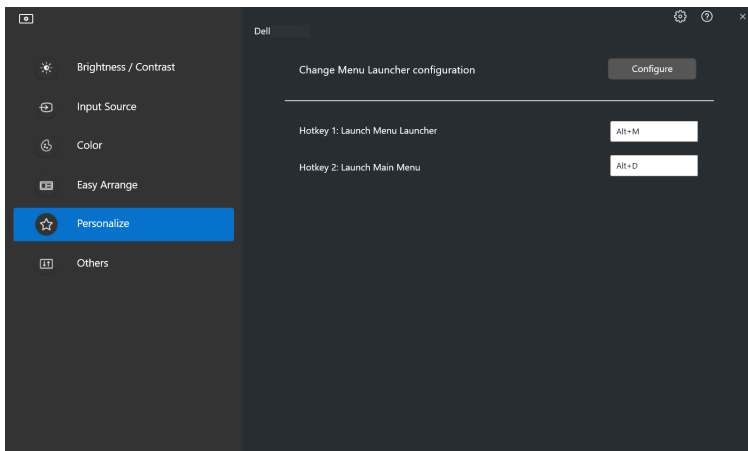 Dell
Brightness / Contrast
Input Source
Color
Easy Arrange
Personalize
Others
Change Menu Launcher configuration
Configure
Hotkey 1: Launch Menu Launcher
Alt+M
Hotkey 2: Launch Main Menu
Alt+D